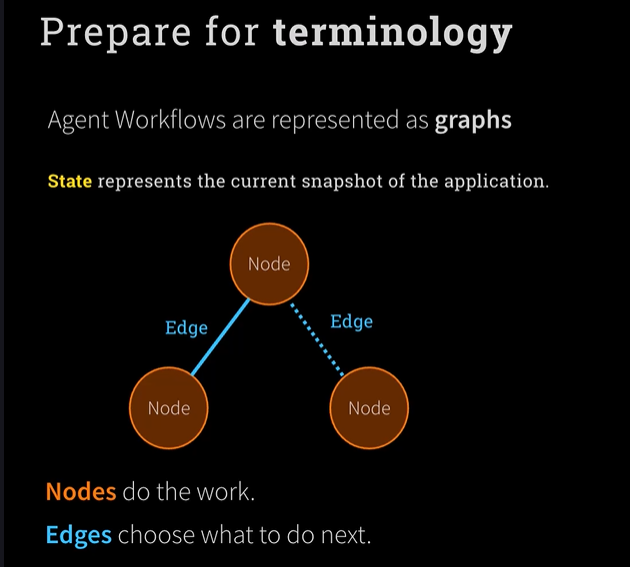 Prepare for terminology
Agent Workflows are represented as graphs
State represents the current snapshot of the application.
Node
Edge
Edge
Node
Node
Nodes do the work.
Edges choose what to do next.